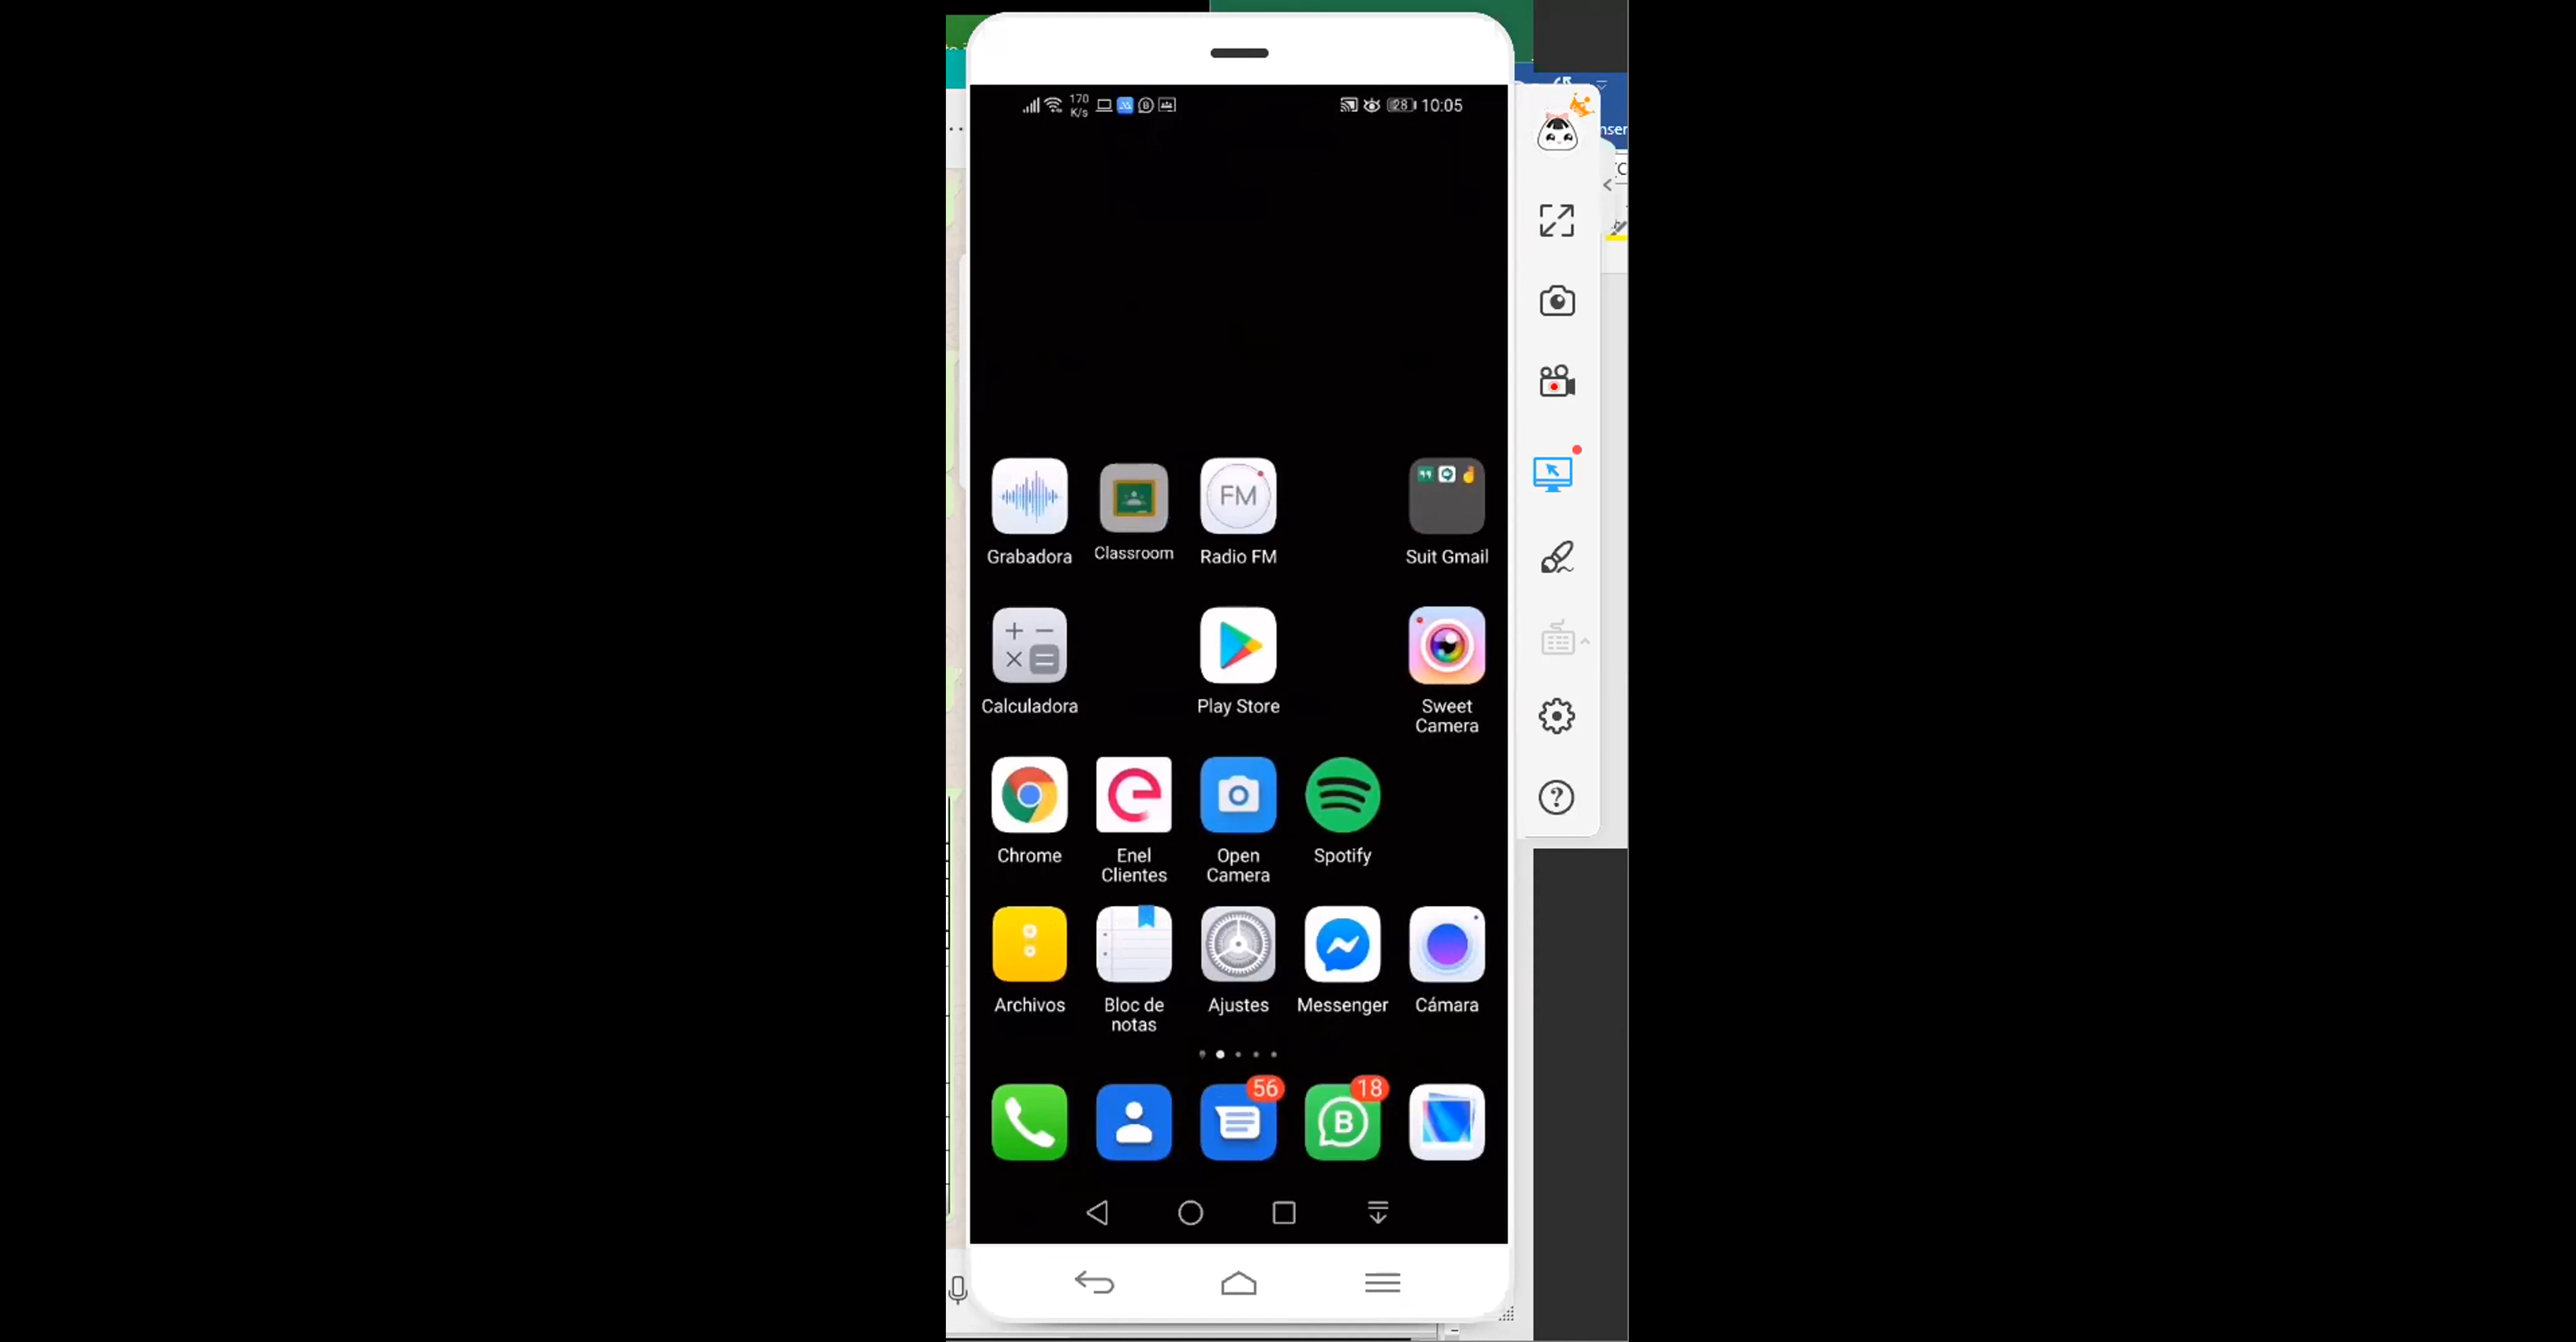 170
K/s
28 10:05
FM
Grabadora
Classroom
Radio FM
Suit Gmail
Calculadora
Play Store
Sweet
Camera
Chrome
Enel
Clientes
Open
Camera
Spotify
Archivos
Bloc de
notas
Ajustes
Messenger
Cámara
56
18
B